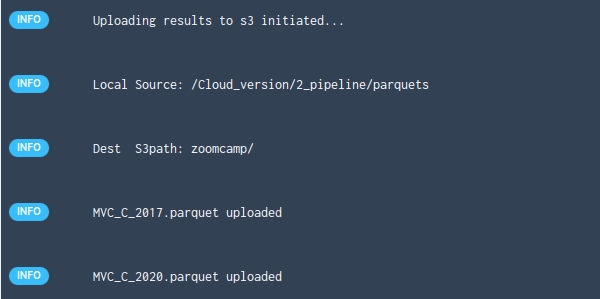 INFO Uploading results to s3 initiated...
INFO Local Source: /Cloud_version/2_pipeline/parquets
INFO Dest  S3path: zoomcamp/
INFO MVC_C_2017.parquet uploaded
INFO MVC_C_2020.parquet uploaded